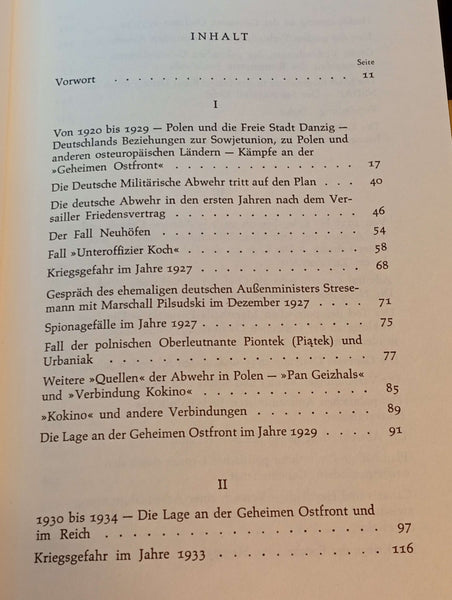 INHALT
Seite
Vorwort . . . . . . . . . . . . . . . . . . . 11
I
Von 1920 bis 1929 — Polen und die Freie Stadt Danzig —
Deutschlands Beziehungen zur Sowjetunion, zu Polen und
anderen osteuropäischen Ländern — Kämpfe an der
»Geheimen Ostfront« . . . . . . . . . . . . . 17
Die Deutsche Militärische Abwehr tritt auf den Plan . . . . 40
Die deutsche Abwehr in den ersten Jahren nach dem Ver-
sailler Friedensvertrag . . . . . . . . . . . . . 46
Der Fall Neuhöfen . . . . . . . . . . . . . . 54
Fall »Unteroffizier Koch« . . . . . . . . . . . . 58
Kriegsgefahr im Jahre 1927 . . . . . . . . . . . 68
Gespräch des ehemaligen deutschen Außenministers Strese-
mann mit Marschall Pilsudski im Dezember 1927 . . . . 71
Spionagefälle im Jahre 1927 . . . . . . . . . . . 75
Fall der polnischen Oberleutnante Piontek (Piątek) und
Urbaniak . . . . . . . . . . . . . . . . . 77
Weitere »Quellen« der Abwehr in Polen — »Pan Geizhals«
und »Verbindung Kokino« . . . . . . . . . . . 85
»Kokino« und andere Verbindungen . . . . . . . . 89
Die Lage an der Geheimen Ostfront im Jahre 1929 . . . . 91
II
1930 bis 1934 — Die Lage an der Geheimen Ostfront und
im Reich . . . . . . . . . . . . . . . . . 97
Kriegsgefahr im Jahre 1933 . . . . . . . . . . . 116